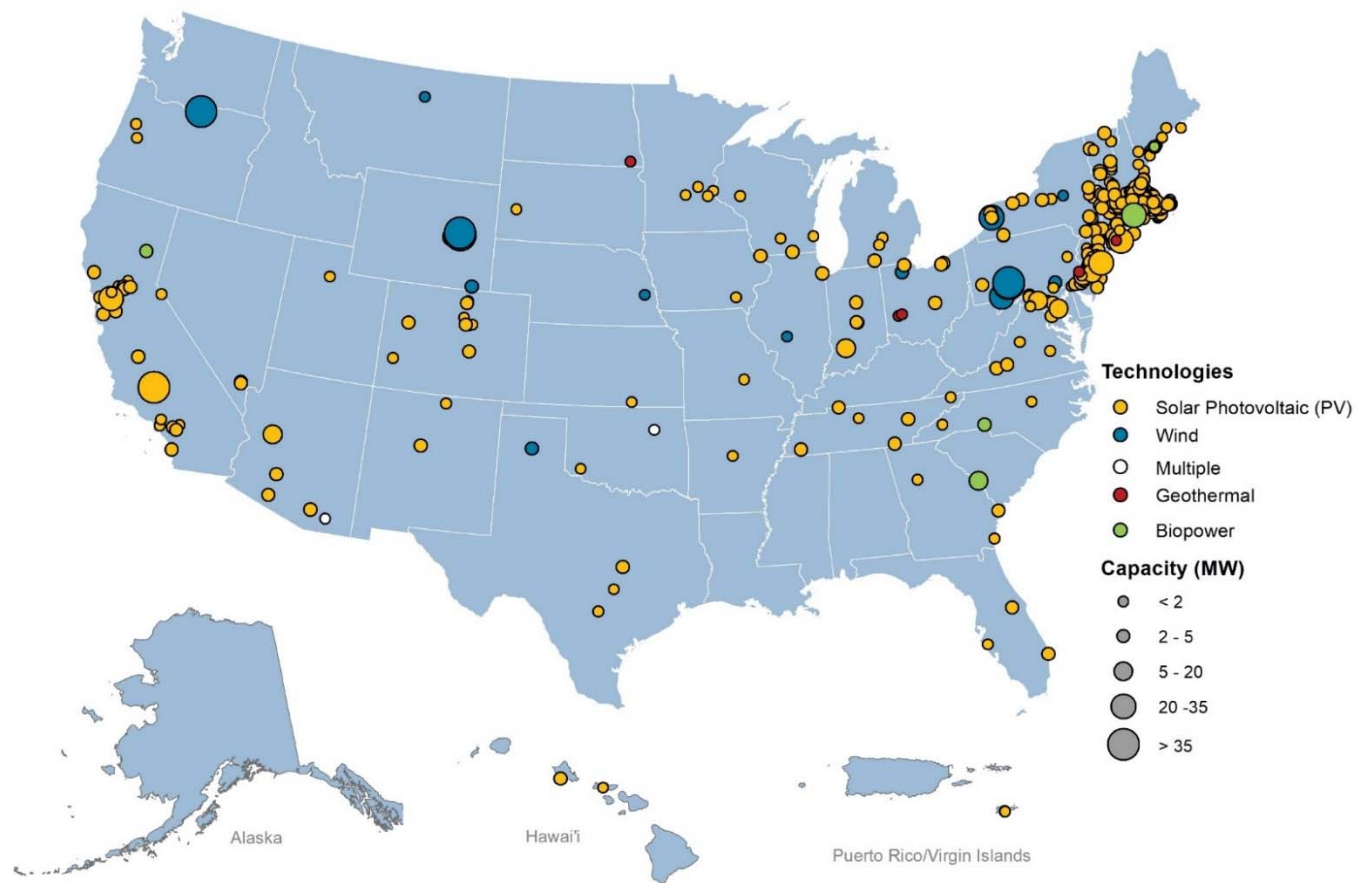 Technologies
Solar Photovoltaic (PV)
Wind
Multiple
Geothermal
Biopower
Capacity (MW)
< 2
2 - 5
5 - 20
20 -35
> 35
Alaska
Hawai'i
Puerto Rico/Virgin Islands